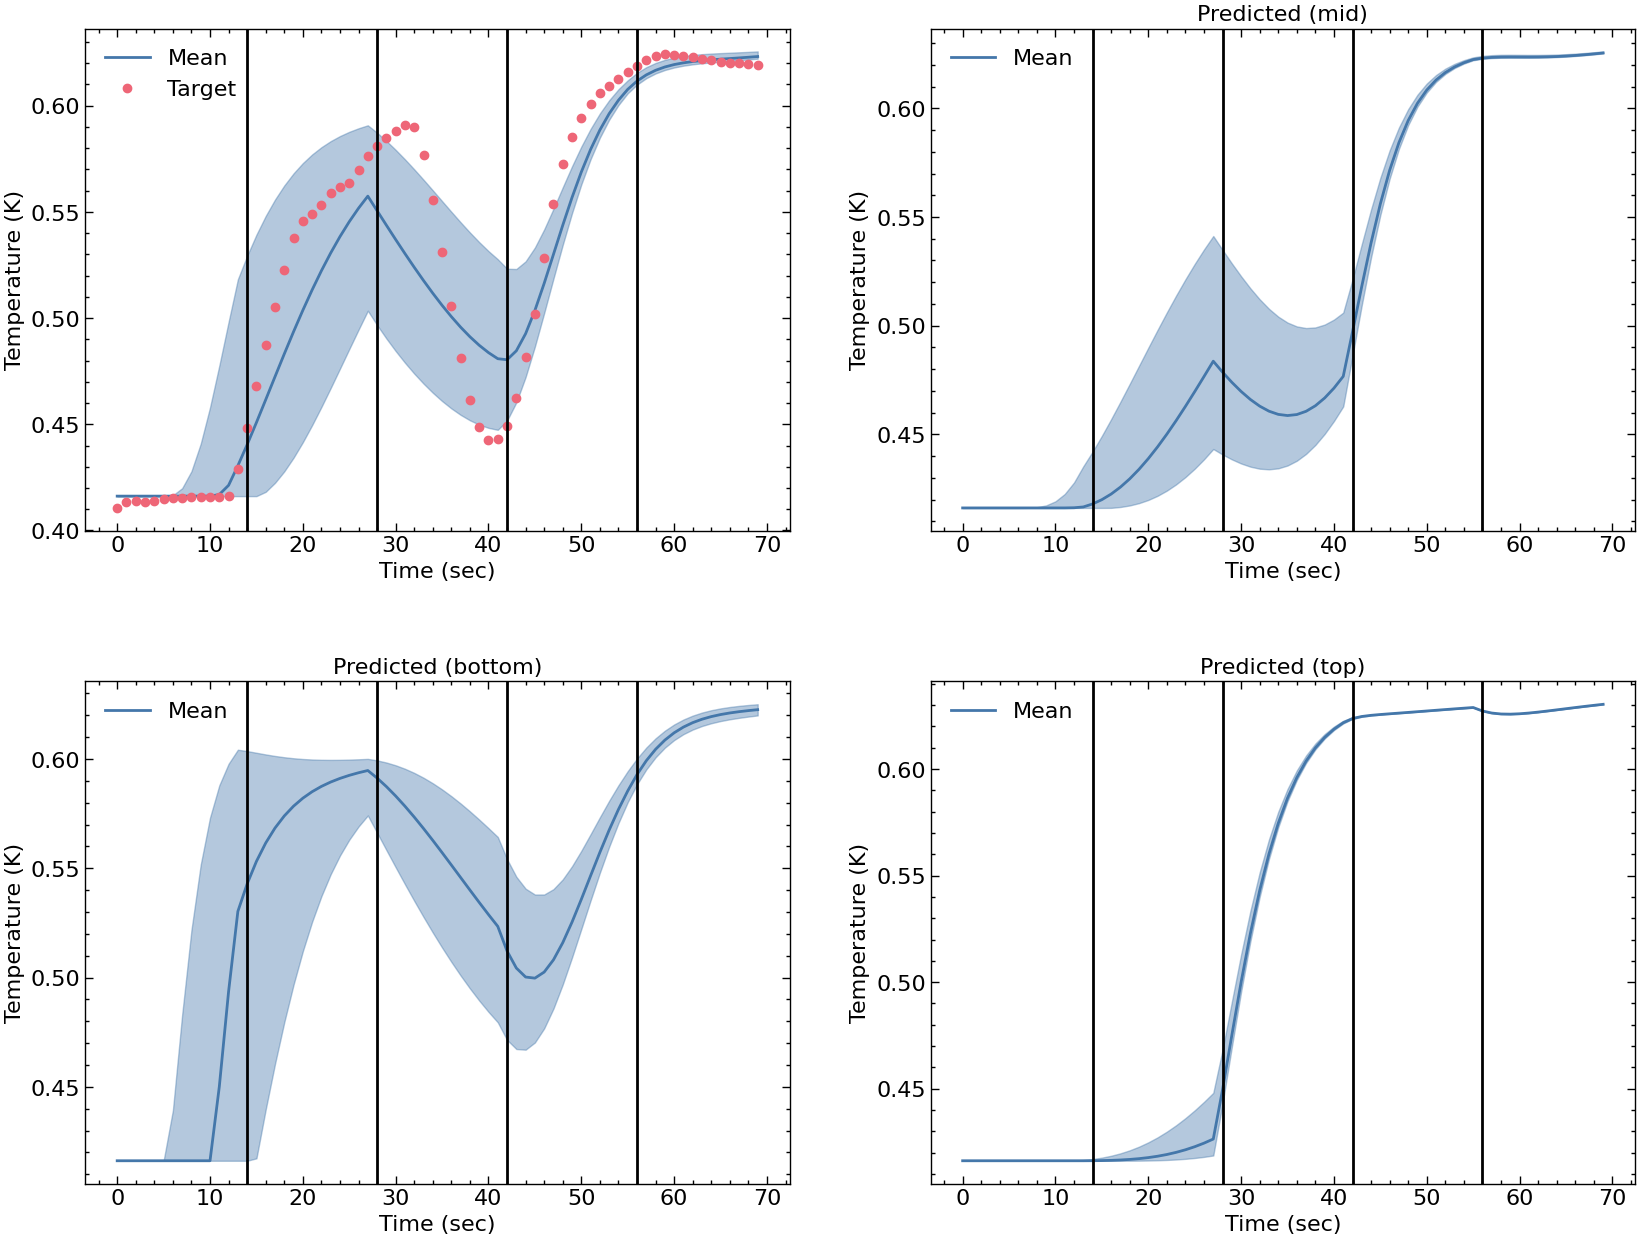 Predicted (mid)
Mean
Target
Temperature (K)
0.60
0.55
0.50
0.45
0.40
0 10 20 30 40 50 60 70
Time (sec)
Mean
Temperature (K)
0.60
0.55
0.50
0.45
0 10 20 30 40 50 60 70
Time (sec)
Predicted (bottom)
Mean
Temperature (K)
0.60
0.55
0.50
0.45
0 10 20 30 40 50 60 70
Time (sec)
Predicted (top)
Mean
Temperature (K)
0.60
0.55
0.50
0.45
0 10 20 30 40 50 60 70
Time (sec)